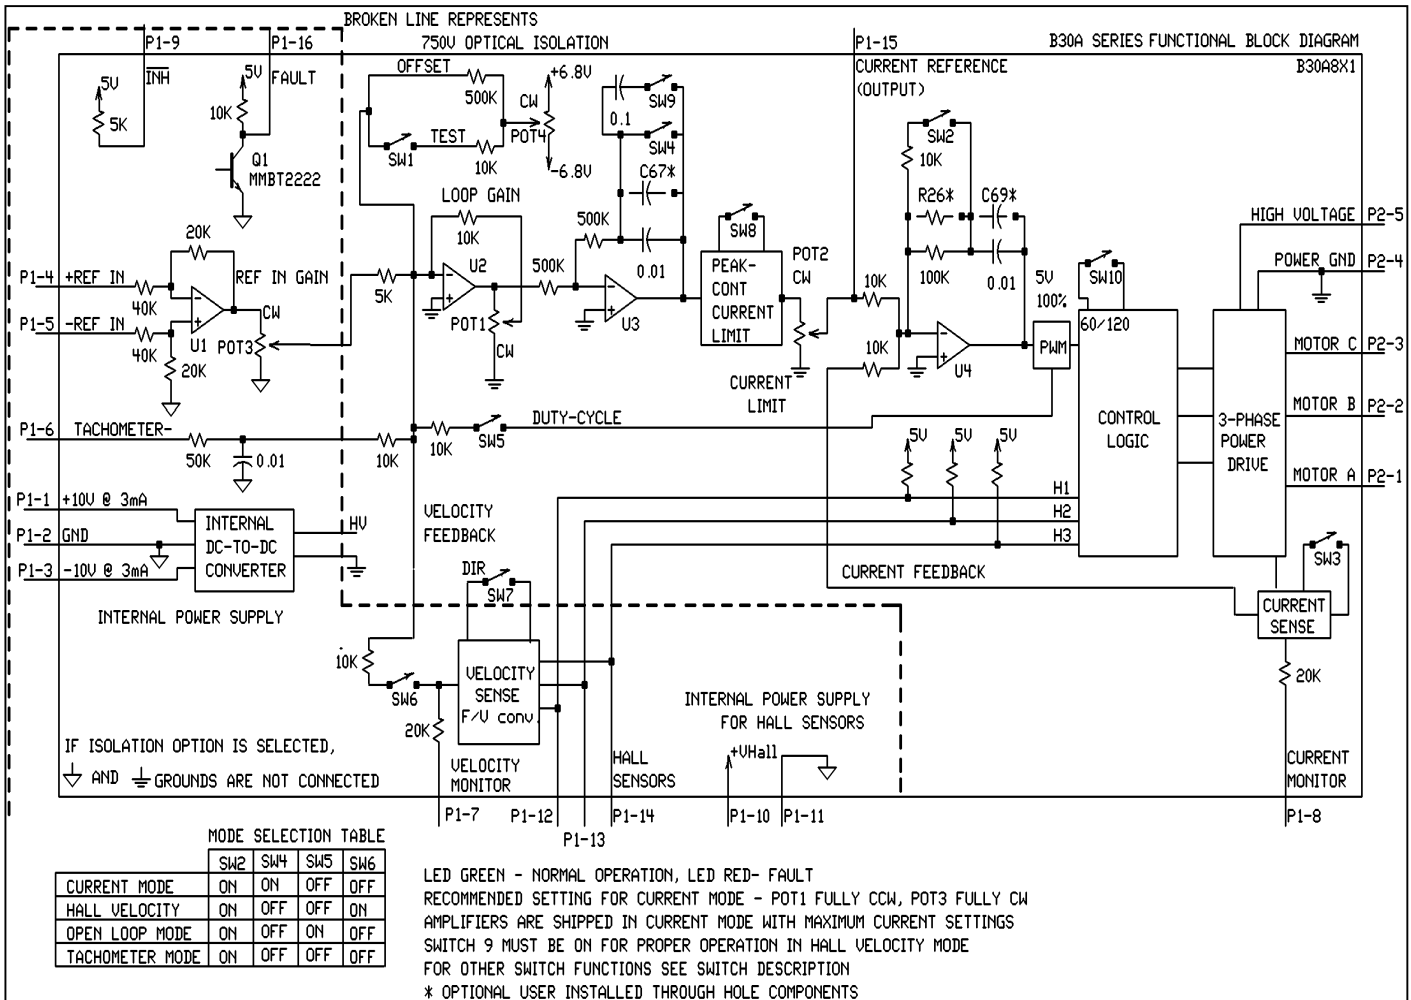 BROKEN LINE REPRESENTS
750V OPTICAL ISOLATION
B30A SERIES FUNCTIONAL BLOCK DIAGRAM
B30A8X1
P1-9
INH
5V
5K
P1-16
FAULT
5V
10K
Q1
MMBT2222
OFFSET
500K
TEST
SW1
10K
CW
POT4
+6.8V
-6.8V
SW9
0.1
SW4
C67*
0.01
500K
P1-15
CURRENT REFERENCE
(OUTPUT)
SW2
10K
R26*
C69*
100K
0.01
HIGH VOLTAGE
P2-5
POWER GND
P2-4
MOTOR C
P2-3
MOTOR B
P2-2
MOTOR A
P2-1
20K
P1-4
+REF IN
REF IN GAIN
40K
P1-5
-REF IN
40K
U1
20K
CW
POT3
LOOP GAIN
10K
U2
5K
POT1
CW
500K
U3
SW8
PEAK-
CONT
CURRENT
LIMIT
POT2
CW
CURRENT
LIMIT
10K
10K
U4
5V
100%
PWM
SW10
60/120
CONTROL
LOGIC
3-PHASE
POWER
DRIVE
P1-6
TACHOMETER-
50K
0.01
10K
10K
SW5
DUTY-CYCLE
5V
5V
5V
H1
H2
H3
P1-1
+10V @ 3mA
P1-2
GND
P1-3
-10V @ 3mA
INTERNAL
DC-TO-DC
CONVERTER
HV
INTERNAL POWER SUPPLY
VELOCITY
FEEDBACK
DIR
SW7
CURRENT FEEDBACK
SW3
CURRENT
SENSE
20K
10K
SW6
20K
VELOCITY
SENSE
F/V conv.
VELOCITY
MONITOR
HALL
SENSORS
INTERNAL POWER SUPPLY
FOR HALL SENSORS
+VHall
CURRENT
MONITOR
IF ISOLATION OPTION IS SELECTED,
AND
GROUNDS ARE NOT CONNECTED
P1-7
P1-12
P1-13
P1-14
P1-10
P1-11
P1-8
MODE SELECTION TABLE
SW2 SW4 SW5 SW6
CURRENT MODE ON ON OFF OFF
HALL VELOCITY ON OFF OFF ON
OPEN LOOP MODE ON OFF ON OFF
TACHOMETER MODE ON OFF OFF OFF
LED GREEN - NORMAL OPERATION, LED RED- FAULT
RECOMMENDED SETTING FOR CURRENT MODE - POT1 FULLY CCW, POT3 FULLY CW
AMPLIFIERS ARE SHIPPED IN CURRENT MODE WITH MAXIMUM CURRENT SETTINGS
SWITCH 9 MUST BE ON FOR PROPER OPERATION IN HALL VELOCITY MODE
FOR OTHER SWITCH FUNCTIONS SEE SWITCH DESCRIPTION
* OPTIONAL USER INSTALLED THROUGH HOLE COMPONENTS